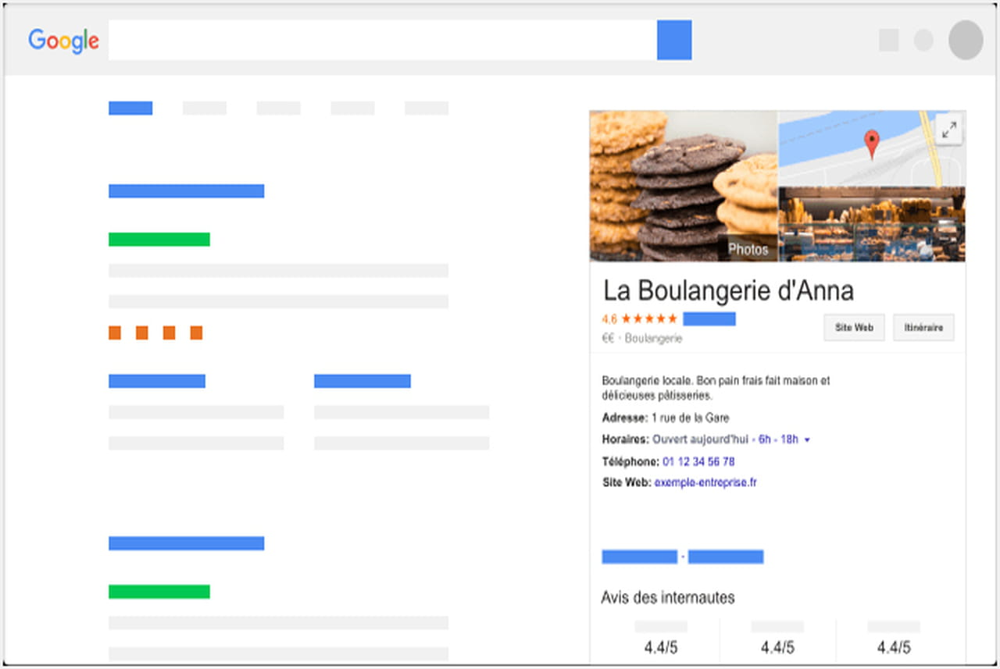 Google
Photos
La Boulangerie d'Anna
4,6
Site Web
Itinéraire
€€ · Boulangerie
Boulangerie locale. Bon pain frais fait maison et
délicieuses pâtisseries.
Adresse: 1 rue de la Gare
Horaires: Ouvert aujourd'hui - 6h - 18h
Téléphone: 01 12 34 56 78
Site Web: exemple-entreprise.fr
Avis des internautes
4.4/5
4.4/5
4.4/5